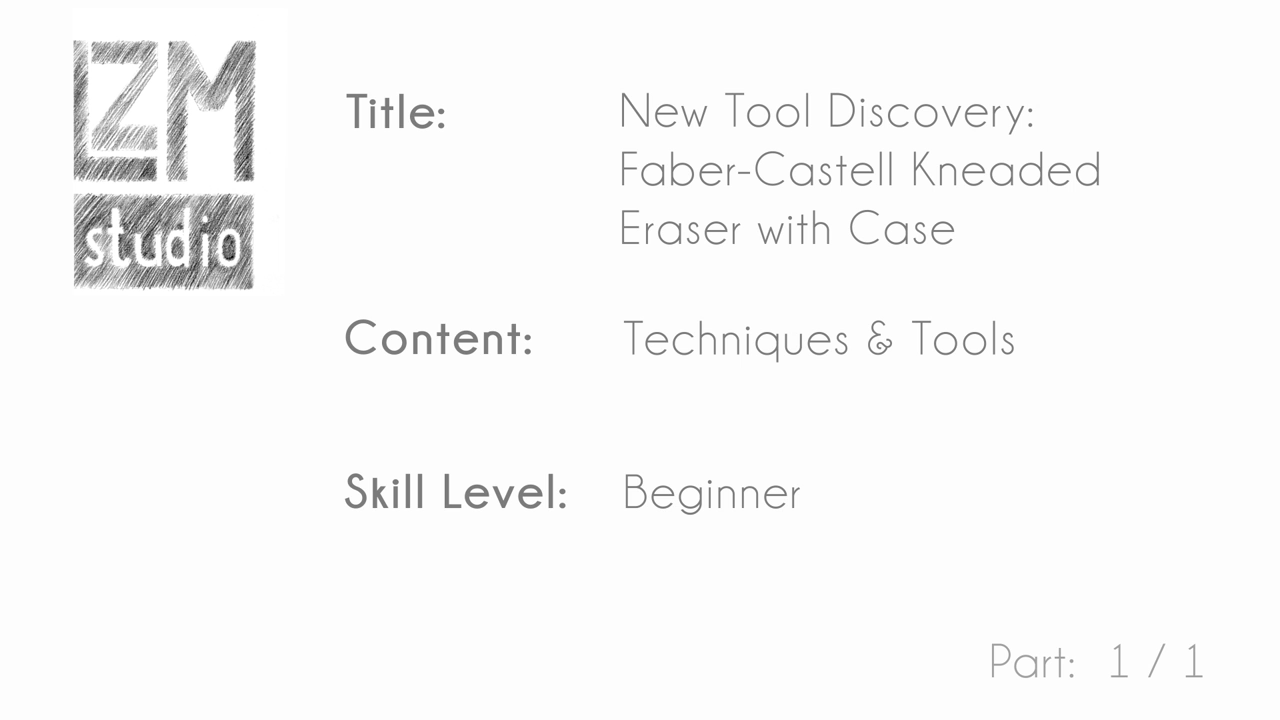 LZM
studio
Title: New Tool Discovery:
Faber-Castell Kneaded
Eraser with Case
Content: Techniques & Tools
Skill Level: Beginner
Part: 1 / 1